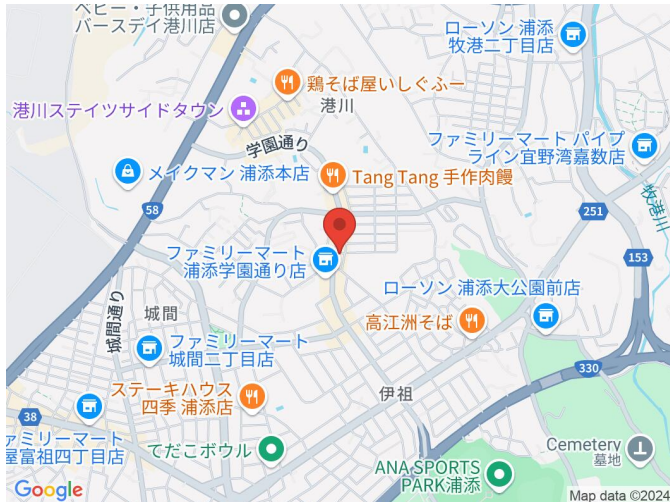 ベビー・子供用品
バースデイ港川店
ローソン 浦添
牧港二丁目店
鶏そば屋いしぐふー
港川
港川ステイツサイドタウン
学園通り
ファミリーマート パイプ
ライン宜野湾嘉数店
メイクマン 浦添本店
Tang Tang 手作肉饅
牧港川
58
251
153
ファミリーマート
浦添学園通り店
ローソン 浦添大公園前店
城間
城間通り
高江洲そば
ファミリーマート
城間二丁目店
330
ステーキハウス
四季 浦添店
伊祖
38
ファミリーマート
屋富祖四丁目店
てだこボウル
Cemetery
墓地
ANA SPORTS
PARK浦添
Google
Map data ©2024